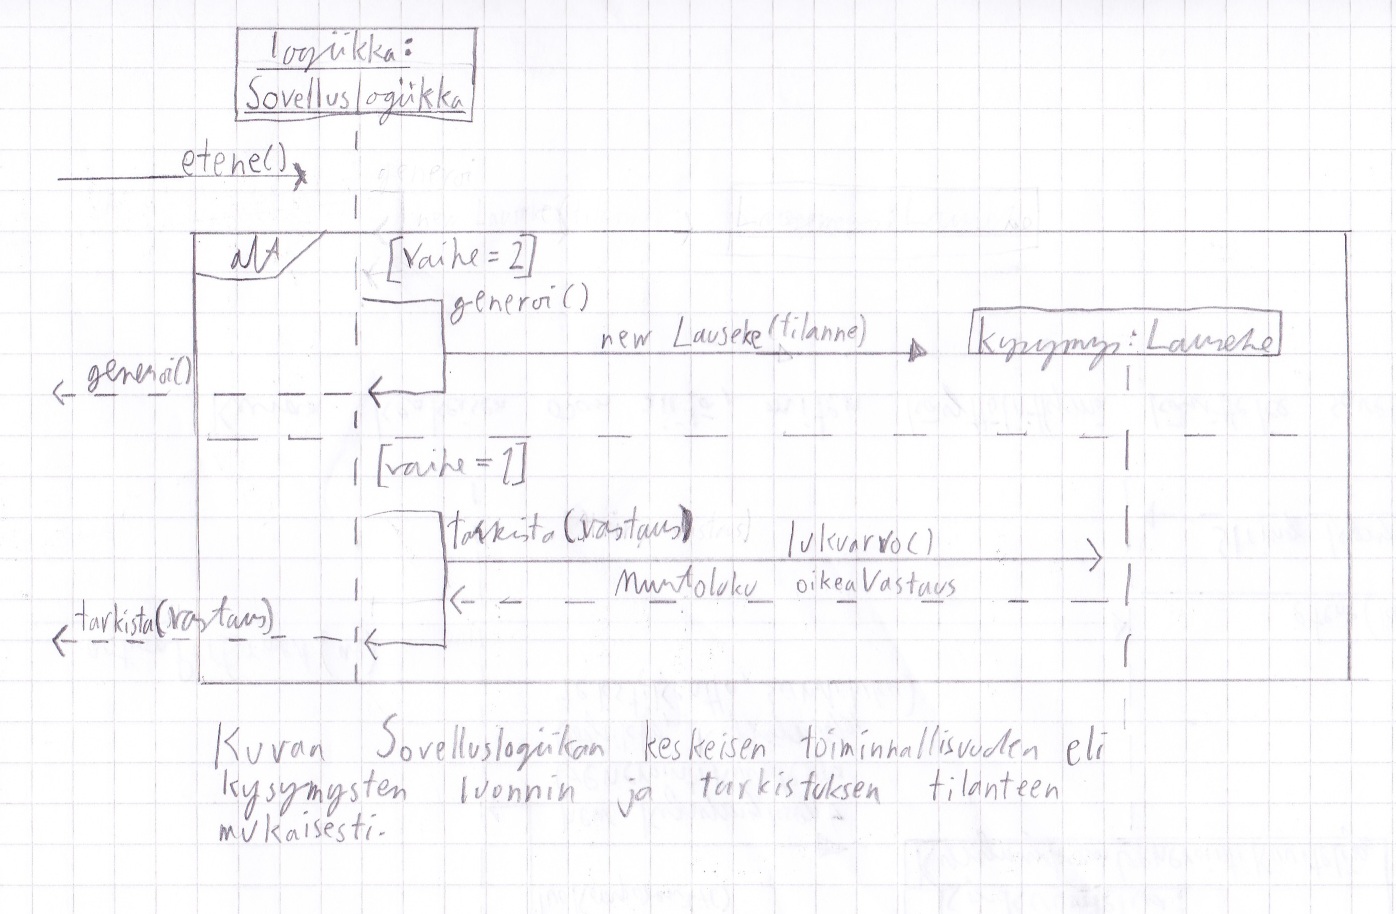 logiikka:
Sovelluslogiikka
etene()
alt
[vaihe = 2]
generoi()
new Lauseke(tilanne)
kysymys: Lauseke
generoi()
[vaihe = 1]
tarkista(vastaus)
lukuarvo()
Murtoluku oikeaVastaus
tarkista(vastaus)
Kuvaan Sovelluslogiikan keskeisen toiminnallisuuden eli
kysymysten luonnin ja tarkistuksen tilanteen
mukaisesti.